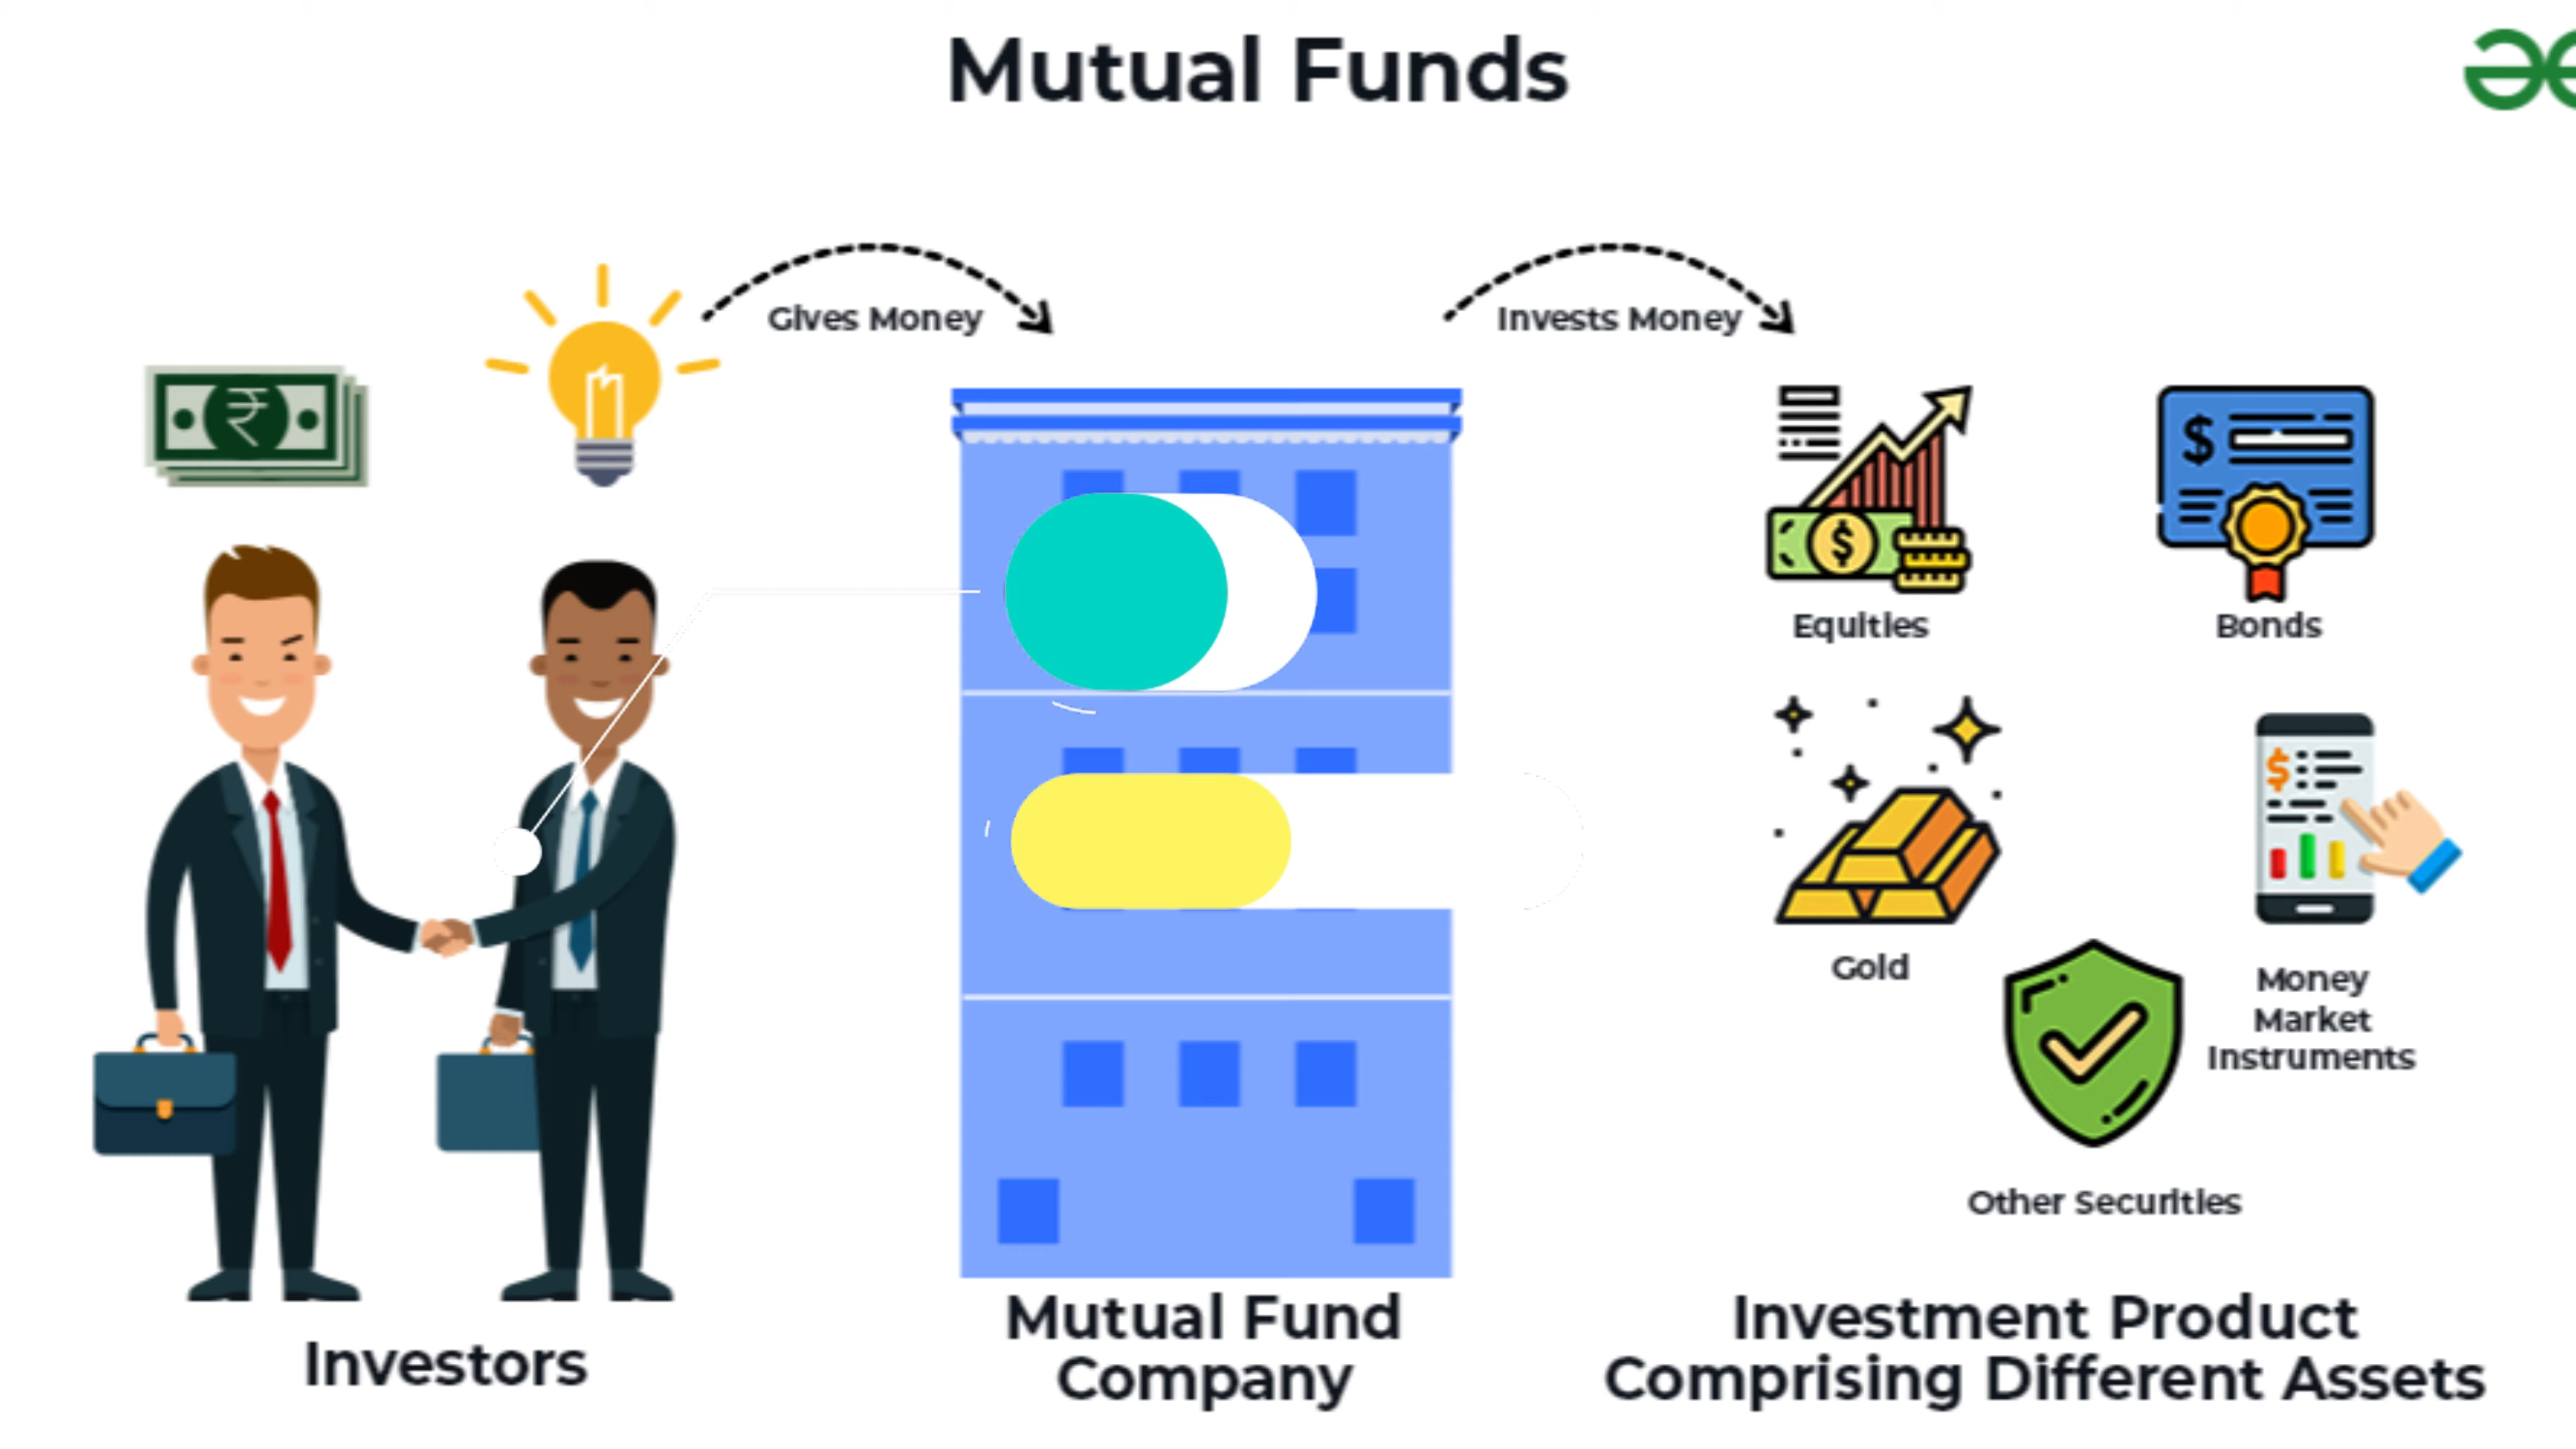 Mutual Funds
Gives Money
Invests Money
₹
$
$
$
Equities
Bonds
Gold
Money
Market
Instruments
Other Securities
Investors
Mutual Fund
Company
Investment Product
Comprising Different Assets